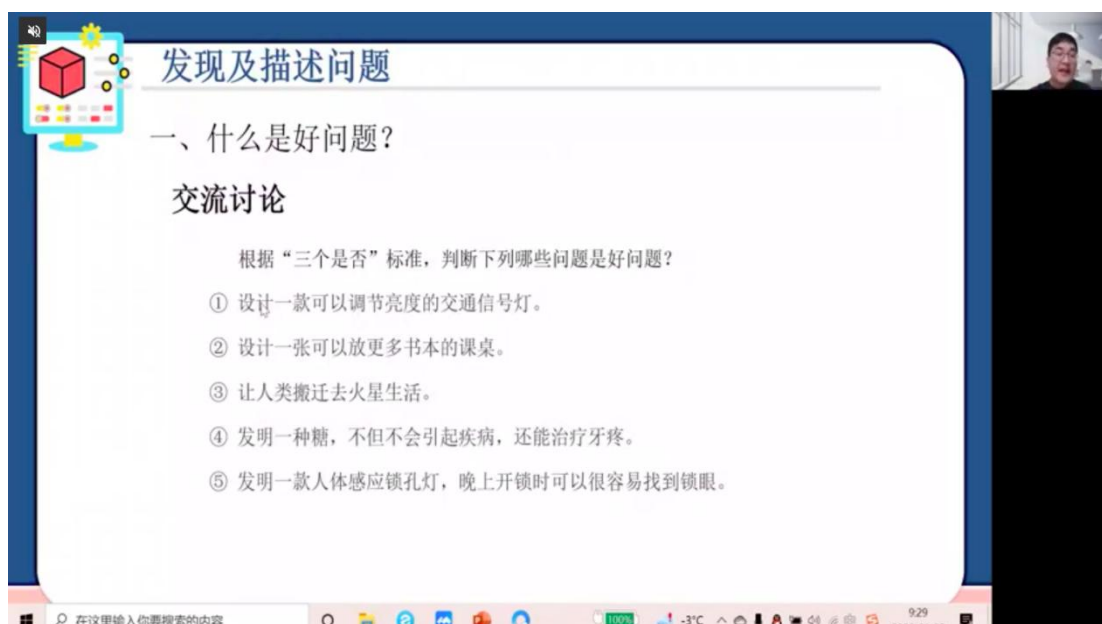 发现及描述问题
一、什么是好问题？
交流讨论
根据“三个是否”标准，判断下列哪些问题是好问题？
① 设计一款可以调节亮度的交通信号灯。
② 设计一张可以放更多书本的课桌。
③ 让人类搬迁去火星生活。
④ 发明一种糖，不但不会引起疾病，还能治疗牙疼。
⑤ 发明一款人体感应锁孔灯，晚上开锁时可以很容易找到锁眼。
在这里输入你要搜索的内容
100%
-3°C
9:29